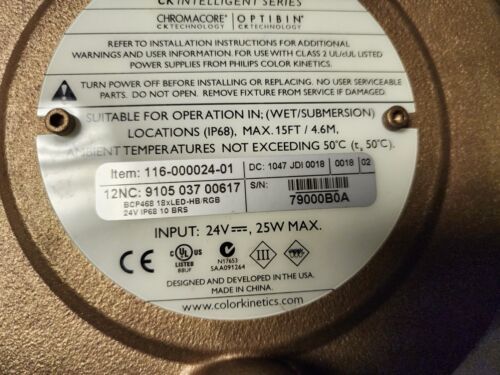 CK INTELLIGENT SERIES
CHROMACORE® OPTIBIN®
CK TECHNOLOGY CK TECHNOLOGY
REFER TO INSTALLATION INSTRUCTIONS FOR ADDITIONAL
WARNINGS AND USER INFORMATION. FOR USE WITH CLASS 2 UL/cUL LISTED
POWER SUPPLIES FROM PHILIPS COLOR KINETICS.
TURN POWER OFF BEFORE INSTALLING OR REPLACING. NO USER SERVICEABLE
PARTS. DO NOT OPEN. REMOVE FIXTURE FROM SERVICE IF DAMAGED.
SUITABLE FOR OPERATION IN; (WET/SUBMERSION)
LOCATIONS (IP68), MAX. 15FT / 4.6M,
AMBIENT TEMPERATURES NOT EXCEEDING 50°C (tₐ 50°C).
Item: 116-000024-01 DC: 1047 JDI 0018 0018 02
12NC: 9105 037 00617 S/N:
BCP468 18xLED-HB/RGB
24V IP68 10 BRS 79000B0A
INPUT: 24V⎓, 25W MAX.
CE c UL US LISTED 88UF N17653 SAA091264 III
DESIGNED AND DEVELOPED IN THE U.S.A.
MADE IN CHINA.
www.colorkinetics.com